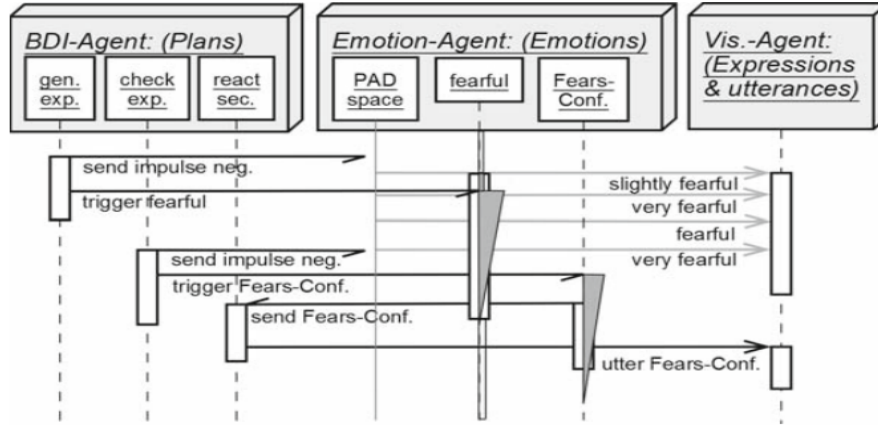 BDI-Agent: (Plans)
gen.
exp.
check
exp.
react
sec.
Emotion-Agent: (Emotions)
PAD
space
fearful
Fears-
Conf.
Vis.-Agent:
(Expressions
& utterances)
send impulse neg.
slightly fearful
trigger fearful
very fearful
fearful
send impulse neg.
very fearful
trigger Fears-Conf.
send Fears-Conf.
utter Fears-Conf.